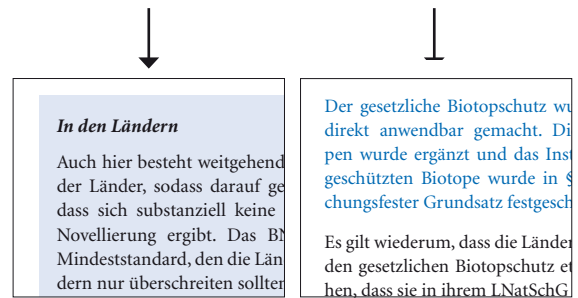 In den Ländern
Auch hier besteht weitgehend
der Länder, sodass darauf ge
dass sich substanziell keine
Novellierung ergibt. Das BN
Mindeststandard, den die Län
dern nur überschreiten sollten
Der gesetzliche Biotopschutz wu
direkt anwendbar gemacht. Di
pen wurde ergänzt und das Inst
geschützten Biotope wurde in §
chungsfester Grundsatz festgesch
Es gilt wiederum, dass die Länder
den gesetzlichen Biotopschutz et
hen, dass sie in ihrem LNatSchG